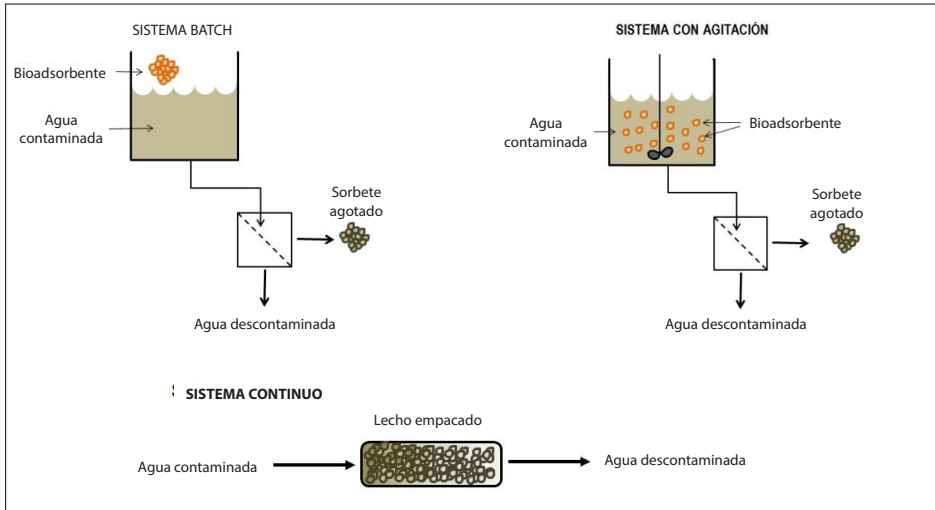 SISTEMA BATCH
Bioadsorbente
Agua
contaminada
Sorbete
agotado
Agua descontaminada
SISTEMA CON AGITACIÓN
Agua
contaminada
Bioadsorbente
Sorbete
agotado
Agua descontaminada
SISTEMA CONTINUO
Lecho empacado
Agua contaminada
Agua descontaminada